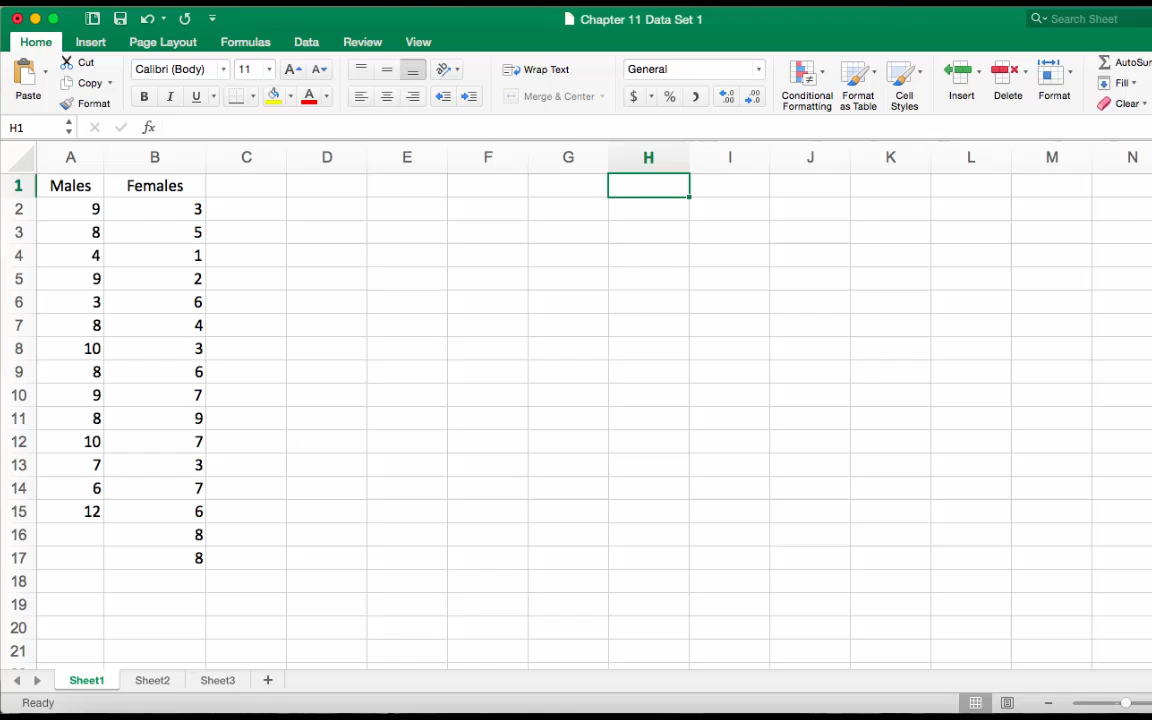 Chapter 11 Data Set 1
Search Sheet
Home Insert Page Layout Formulas Data Review View
Paste Cut Copy Format
Calibri (Body) 11
B I U A
Wrap Text
Merge & Center
General
$ %
Conditional Formatting
Format as Table
Cell Styles
Insert Delete Format
AutoSur
Fill
Clear
H1 fx
A B C D E F G H I J K L M N
1 Males Females
2 9 3
3 8 5
4 4 1
5 9 2
6 3 6
7 8 4
8 10 3
9 8 6
10 9 7
11 8 9
12 10 7
13 7 3
14 6 7
15 12 6
16 8
17 8
18
19
20
21
Sheet1 Sheet2 Sheet3 +
Ready